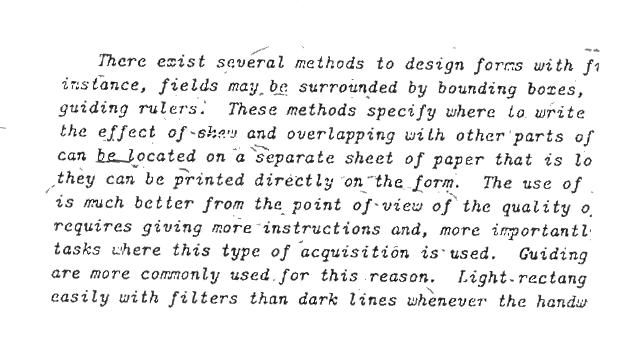 There exist several methods to design forms with fi
instance, fields may be surrounded by bounding boxes,
guiding rulers. These methods specify where to write
the effect of skew and overlapping with other parts of
can be located on a separate sheet of paper that is lo
they can be printed directly on the form. The use of
is much better from the point of view of the quality o
requires giving more instructions and, more importantl
tasks where this type of acquisition is used. Guiding
are more commonly used for this reason. Light rectang
easily with filters than dark lines whenever the handw